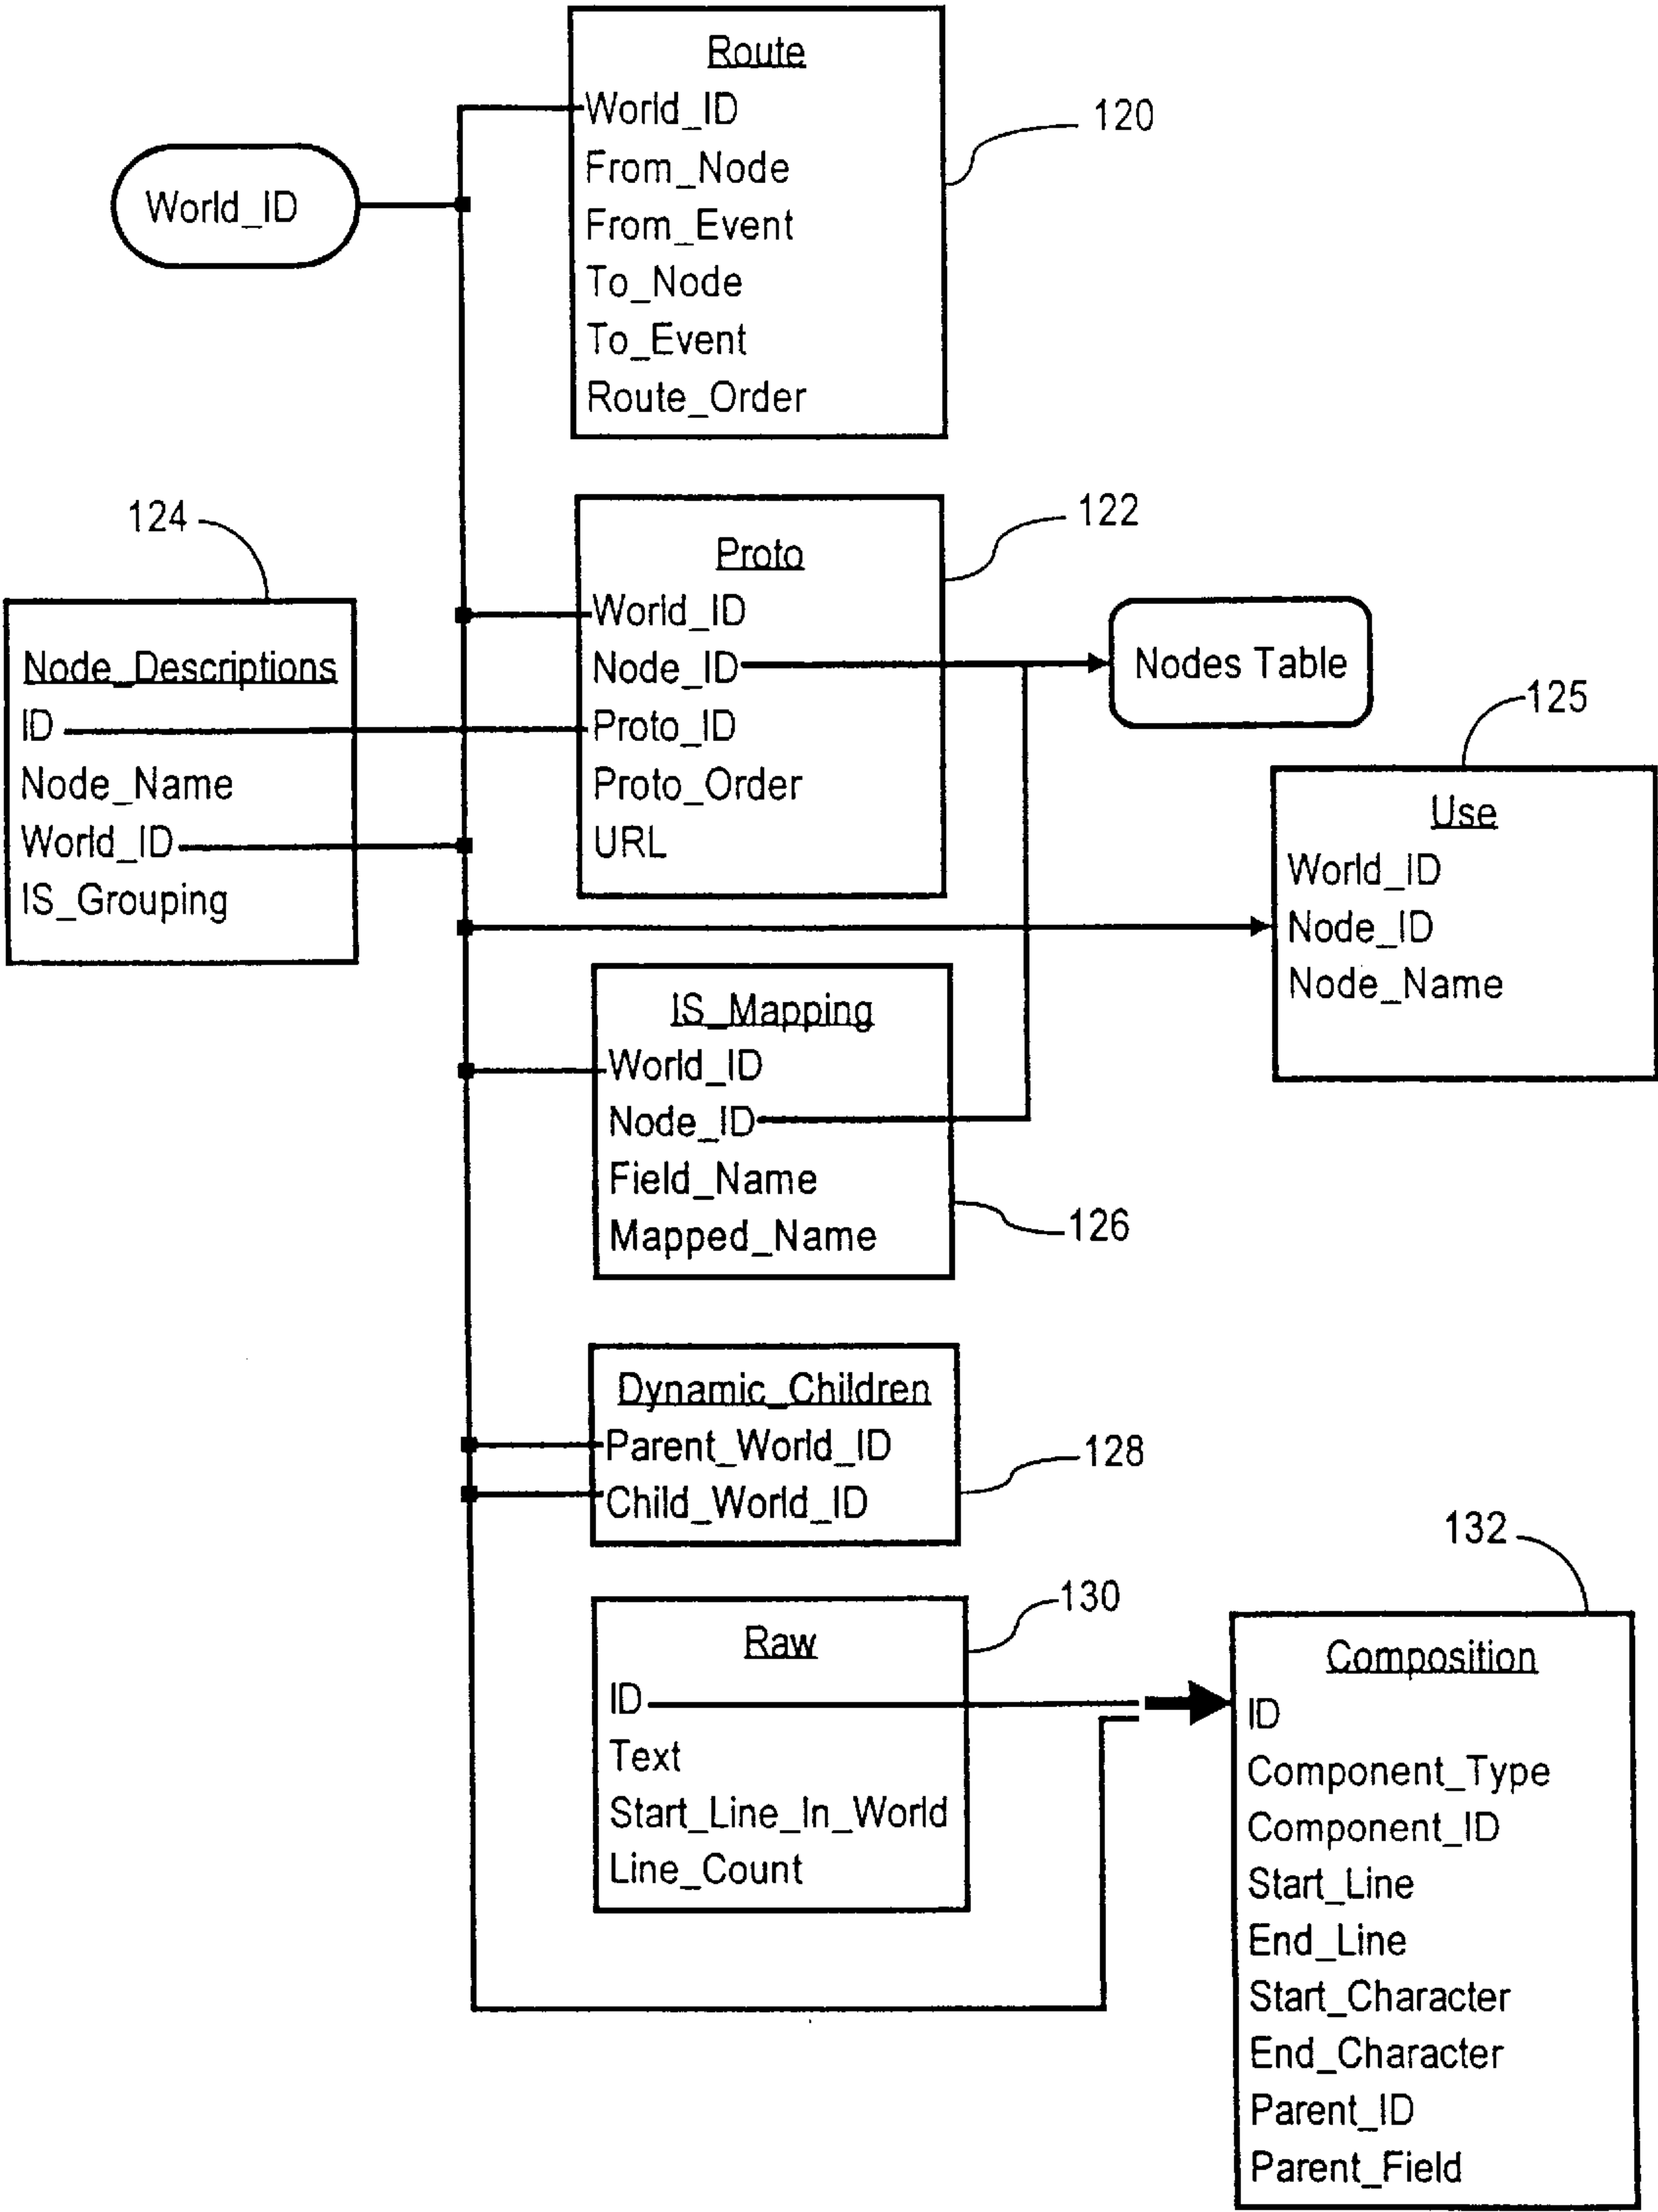 Route
World_ID
From_Node
From_Event
To_Node
To_Event
Route_Order
120
World_ID
124
Node_Descriptions
ID
Node_Name
World_ID
IS_Grouping
Proto
World_ID
Node_ID
Proto_ID
Proto_Order
URL
122
Nodes Table
125
Use
World_ID
Node_ID
Node_Name
IS_Mapping
World_ID
Node_ID
Field_Name
Mapped_Name
126
Dynamic_Children
Parent_World_ID
Child_World_ID
128
Raw
ID
Text
Start_Line_In_World
Line_Count
130
132
Composition
ID
Component_Type
Component_ID
Start_Line
End_Line
Start_Character
End_Character
Parent_ID
Parent_Field